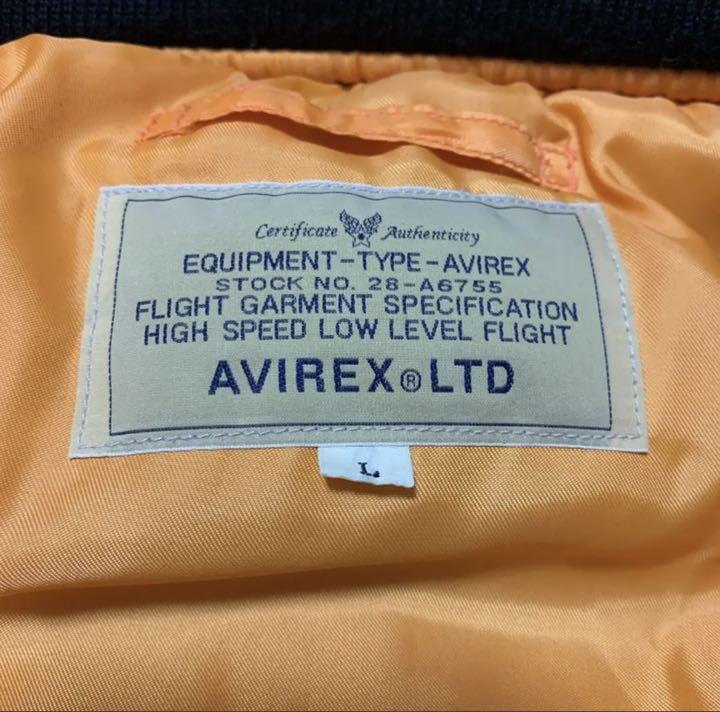 Certificate Authenticity
EQUIPMENT-TYPE-AVIREX
STOCK NO. 28-A6755
FLIGHT GARMENT SPECIFICATION
HIGH SPEED LOW LEVEL FLIGHT
AVIREX®LTD
L.